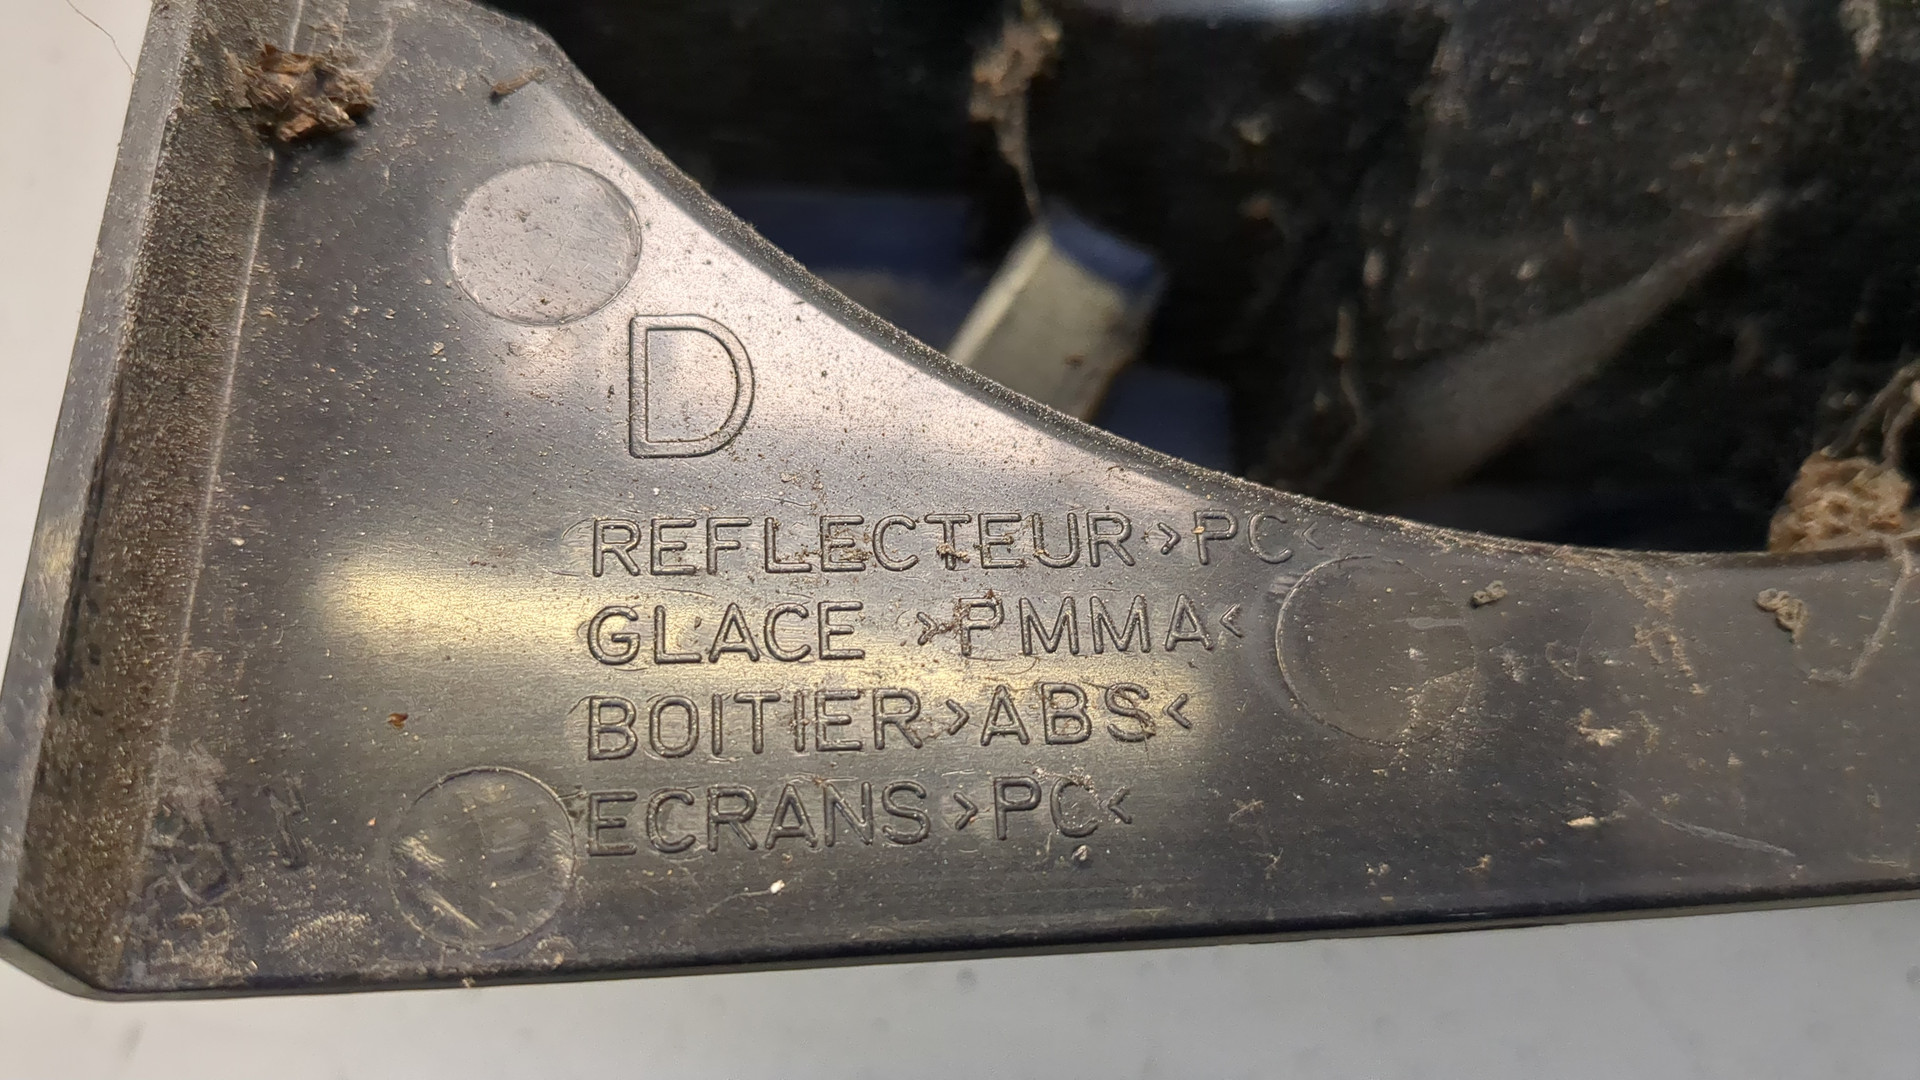 D
REFLECTEUR>PC<
GLACE >PMMA<
BOITIER>ABS<
ECRANS>PC<